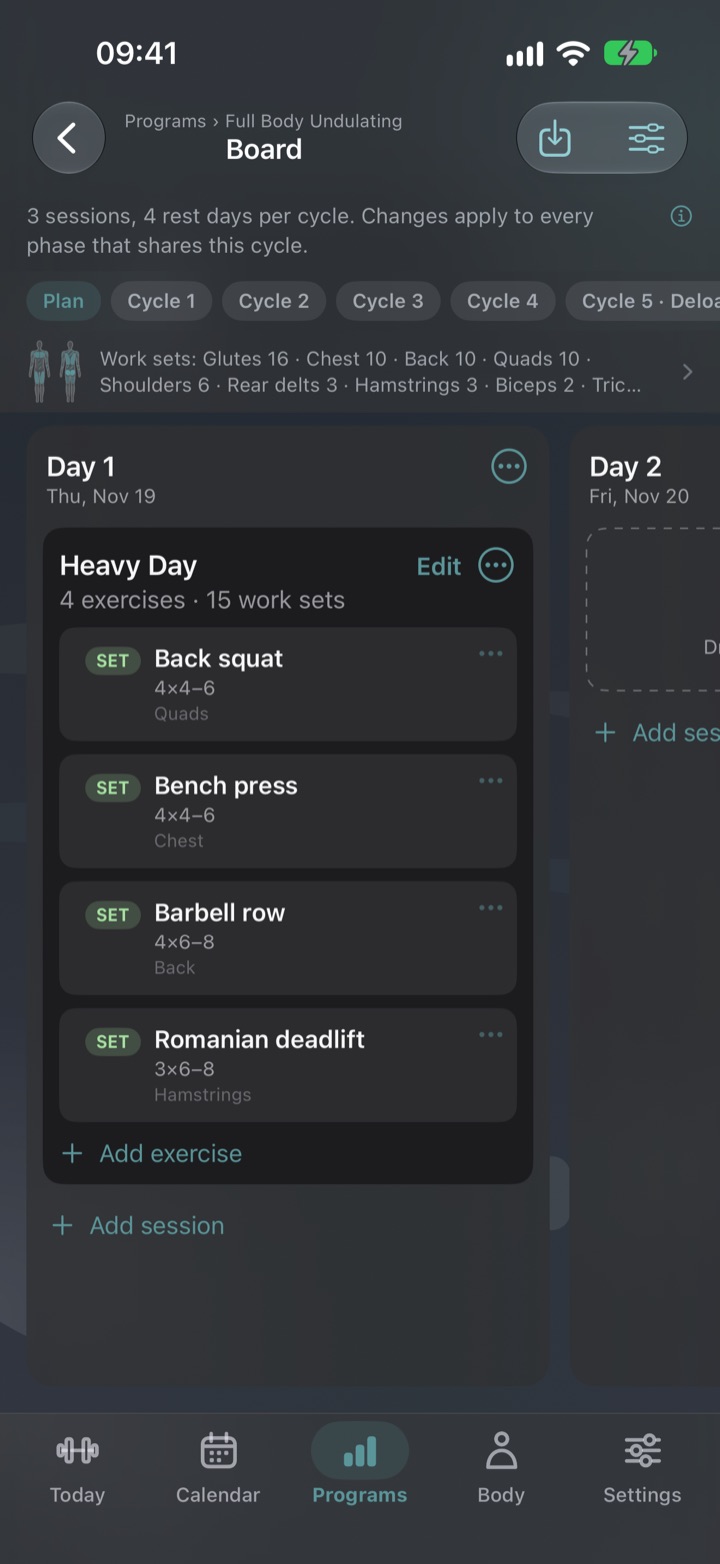 09:41
Programs › Full Body Undulating
Board
3 sessions, 4 rest days per cycle. Changes apply to every
phase that shares this cycle.
Plan
Cycle 1
Cycle 2
Cycle 3
Cycle 4
Cycle 5 · Deloa
Work sets: Glutes 16 · Chest 10 · Back 10 · Quads 10 ·
Shoulders 6 · Rear delts 3 · Hamstrings 3 · Biceps 2 · Tric...
Day 1
Thu, Nov 19
Heavy Day
Edit
4 exercises · 15 work sets
SET Back squat
4×4–6
Quads
SET Bench press
4×4–6
Chest
SET Barbell row
4×6–8
Back
SET Romanian deadlift
3×6–8
Hamstrings
+ Add exercise
+ Add session
Day 2
Fri, Nov 20
+ Add ses
Today
Calendar
Programs
Body
Settings